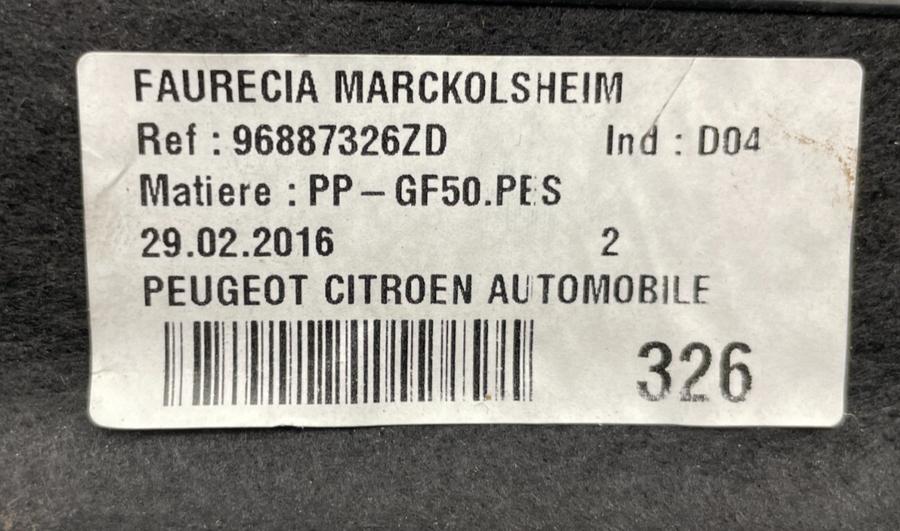 FAURECIA MARCKOLSHEIM
Ref : 96887326ZD Ind : D04
Matiere : PP – GF50.PES
29.02.2016 2
PEUGEOT CITROEN AUTOMOBILE
326